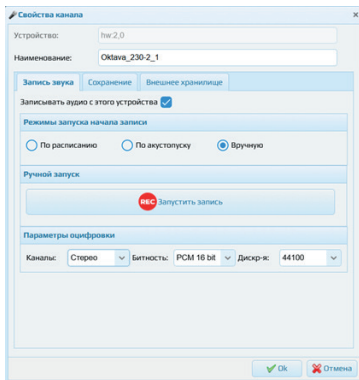 Свойства канала
Устройство: hw:2,0
Наименование: Oktava_230-2_1
Запись звука Сохранение Внешнее хранилище
Записывать аудио с этого устройства
Режимы запуска начала записи
По расписанию По акустопуску Вручную
Ручной запуск
REC Запустить запись
Параметры оцифровки
Каналы: Стерео Битность: PCM 16 bit Дискр-я: 44100
Ok Отмена